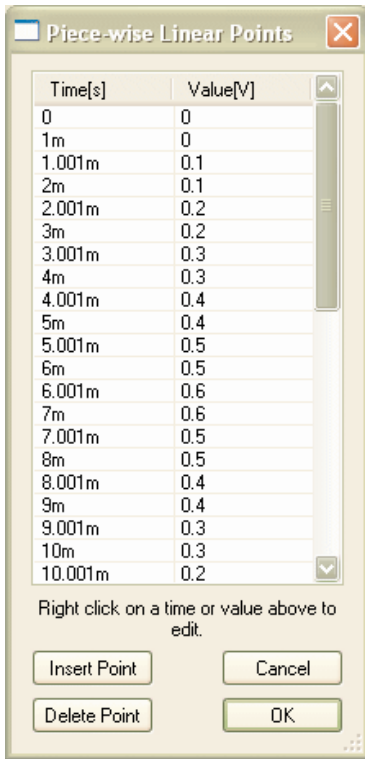 Piece-wise Linear Points
Time[s] Value[V]
0 0
1m 0
1.001m 0.1
2m 0.1
2.001m 0.2
3m 0.2
3.001m 0.3
4m 0.3
4.001m 0.4
5m 0.4
5.001m 0.5
6m 0.5
6.001m 0.6
7m 0.6
7.001m 0.5
8m 0.5
8.001m 0.4
9m 0.4
9.001m 0.3
10m 0.3
10.001m 0.2
Right click on a time or value above to
edit.
Insert Point Cancel
Delete Point OK